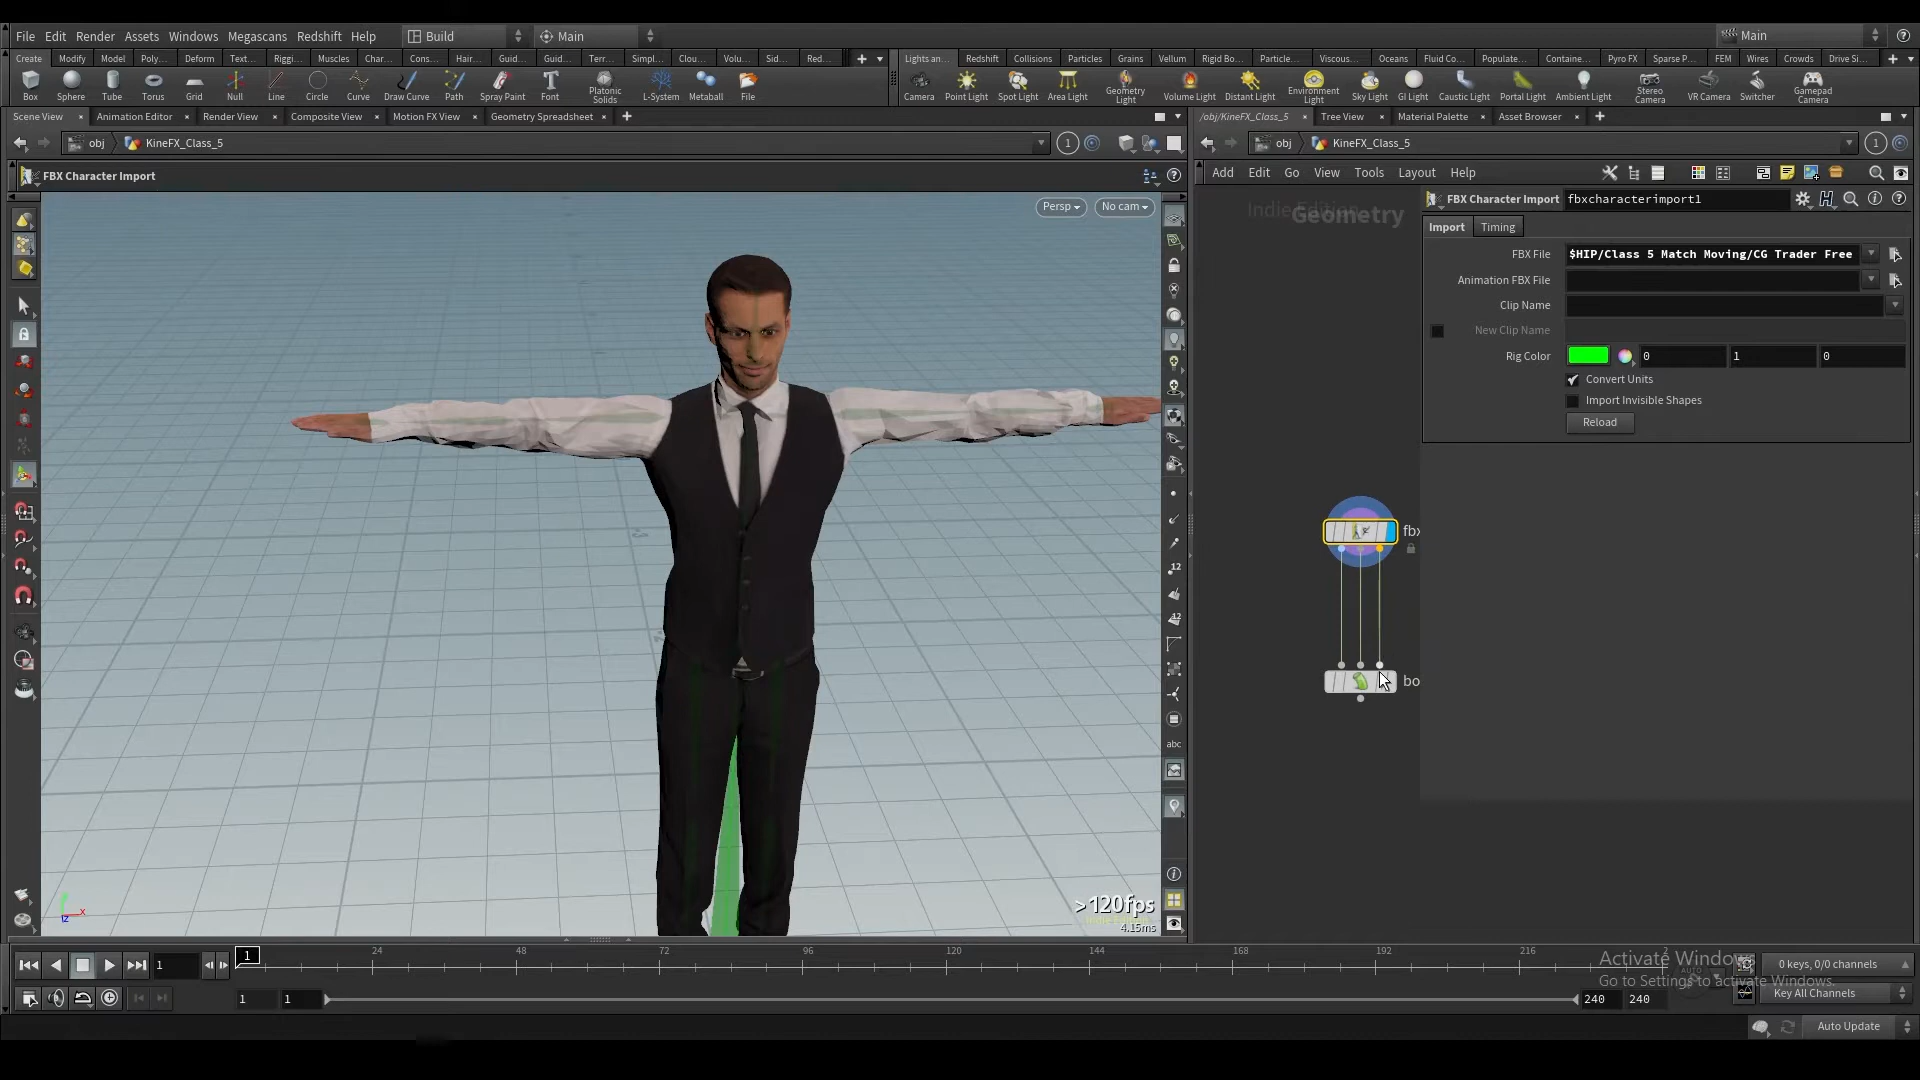 File Edit Render Assets Windows Megascans Redshift Help Build Main Main
Create Modify Model Poly... Deform Text... Riggi... Muscles Char... Cons... Hair... Guid... Guid... Terr... Simpl... Clou... Volu... Sid... Red...
Lights an... Redshift Collisions Particles Grains Vellum Rigid Bo... Particle... Viscous... Oceans Fluid Co... Populate... Containe... Pyro FX Sparse P... FEM Wires Crowds Drive Si...
Box Sphere Tube Torus Grid Null Line Circle Curve Draw Curve Path Spray Paint Font Platonic Solids L-System Metaball File
Camera Point Light Spot Light Area Light Geometry Light Volume Light Distant Light Environment Light Sky Light GI Light Caustic Light Portal Light Ambient Light Stereo Camera VR Camera Switcher Gamepad Camera
Scene View Animation Editor Render View Composite View Motion FX View Geometry Spreadsheet
/obj/KineFX_Class_5 Tree View Material Palette Asset Browser
obj KineFX_Class_5 1
obj KineFX_Class_5 1
FBX Character Import
Add Edit Go View Tools Layout Help
Persp No cam
Indie Edition
Geometry
FBX Character Import fbxcharacterimport1
Import Timing
FBX File $HIP/Class 5 Match Moving/CG Trader Free
Animation FBX File
Clip Name
New Clip Name
Rig Color 0 1 0
Convert Units
Import Invisible Shapes
Reload
fbx
bo
12
12
abc
>120fps
4.15ms
Z X
1 1 24 48 72 96 120 144 168 192 216 2
Activate Windows
Go to Settings to activate Windows.
0 keys, 0/0 channels
1 1 240 240 Key All Channels
Auto Update